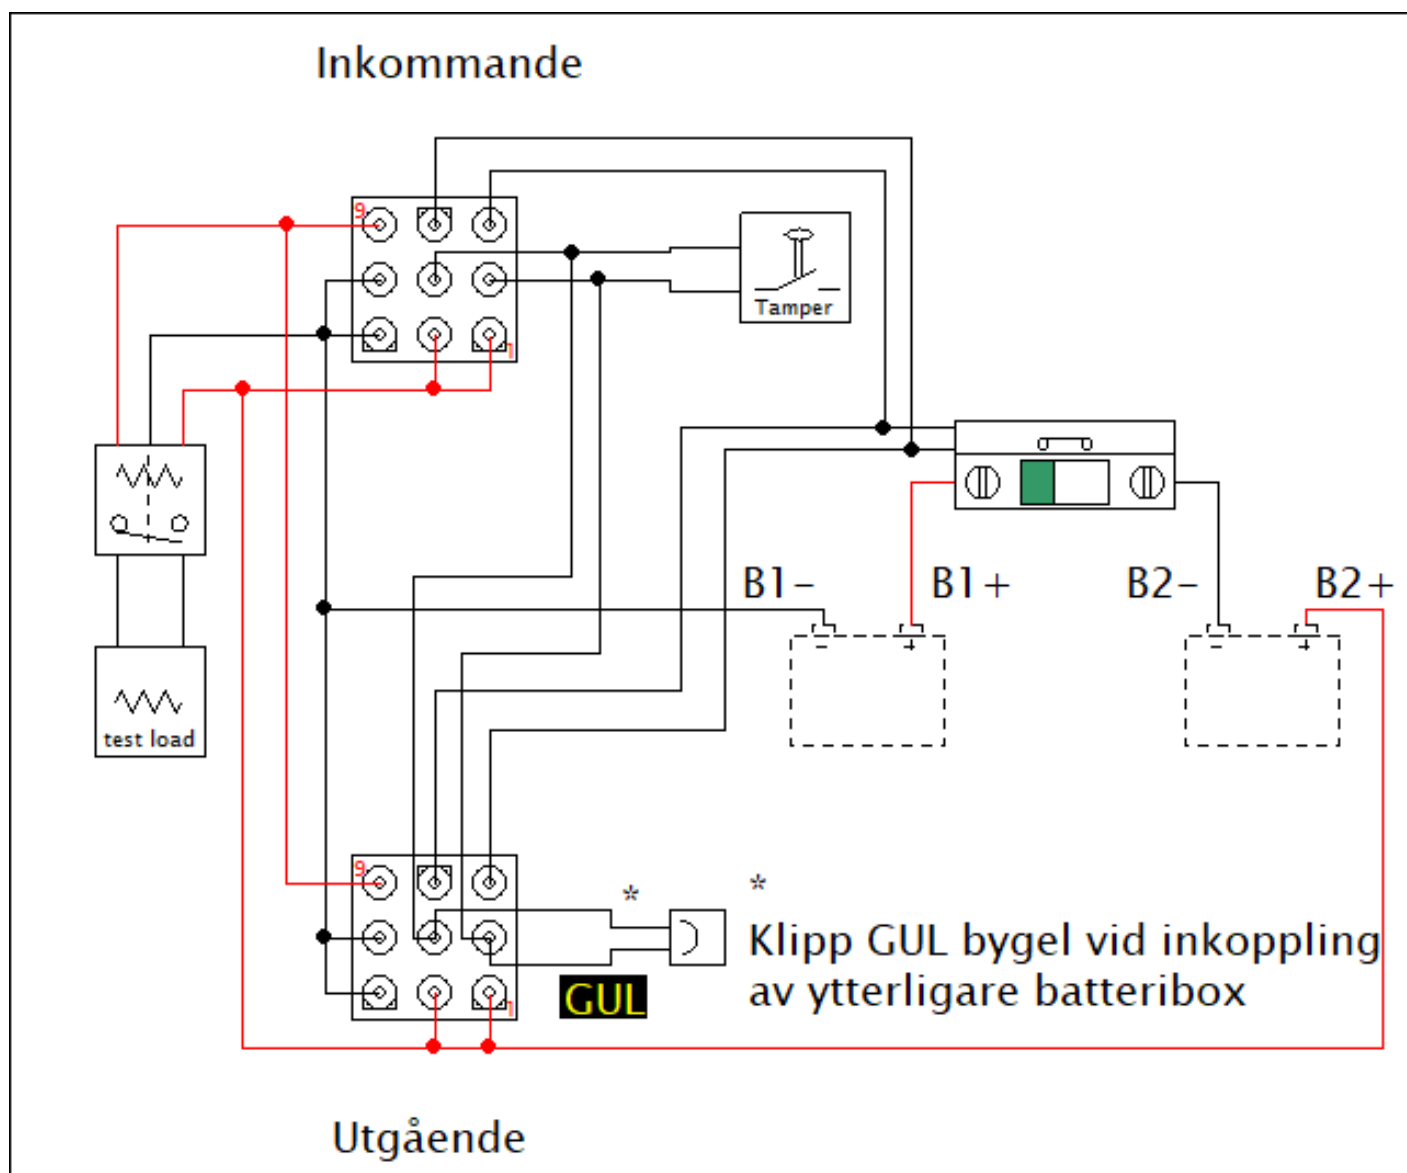 Inkommande
9
1
Tamper
B1-
B1+
B2-
B2+
test load
9
1
*
*
Klipp GUL bygel vid inkoppling
av ytterligare batteribox
GUL
Utgående